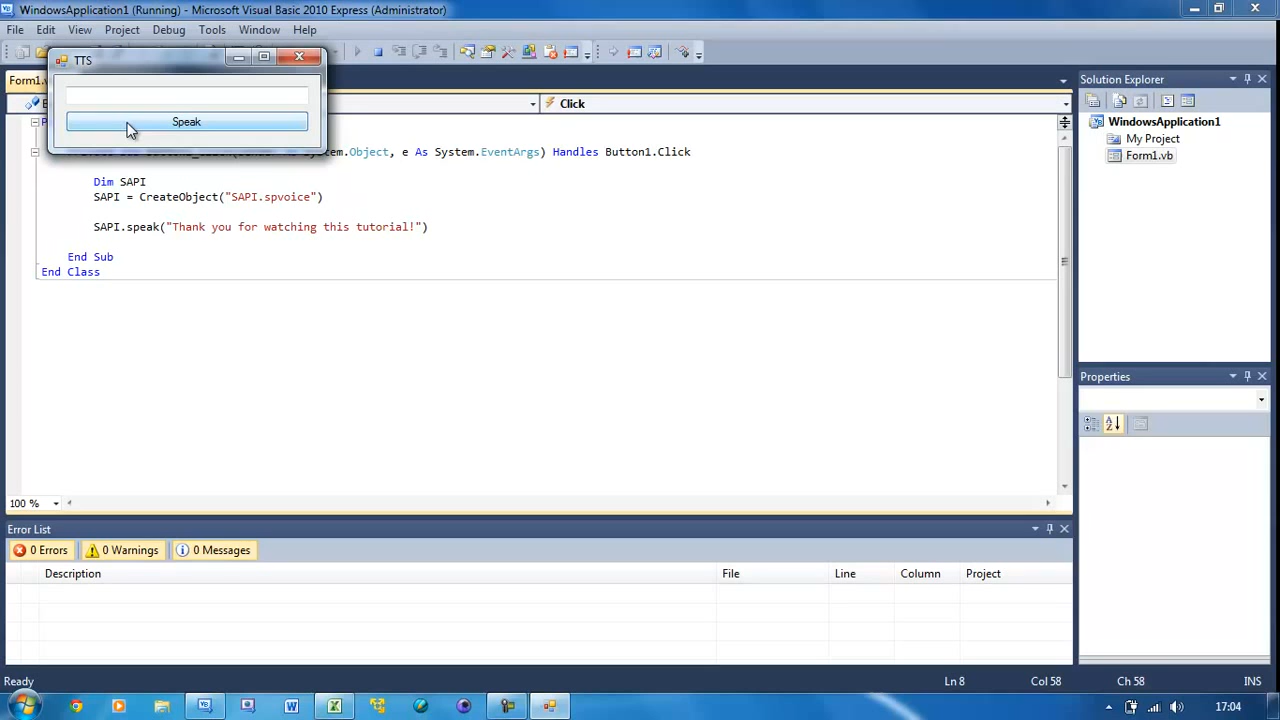 WindowsApplication1 (Running) - Microsoft Visual Basic 2010 Express (Administrator)
File Edit View Project Debug Tools Window Help
TTS
Form1.v
Click
Speak
System.Object, e As System.EventArgs) Handles Button1.Click
Dim SAPI
SAPI = CreateObject("SAPI.spvoice")
SAPI.speak("Thank you for watching this tutorial!")
End Sub
End Class
100 %
Solution Explorer
WindowsApplication1
My Project
Form1.vb
Properties
Error List
0 Errors 0 Warnings 0 Messages
Description File Line Column Project
Ready Ln 8 Col 58 Ch 58 INS
17:04